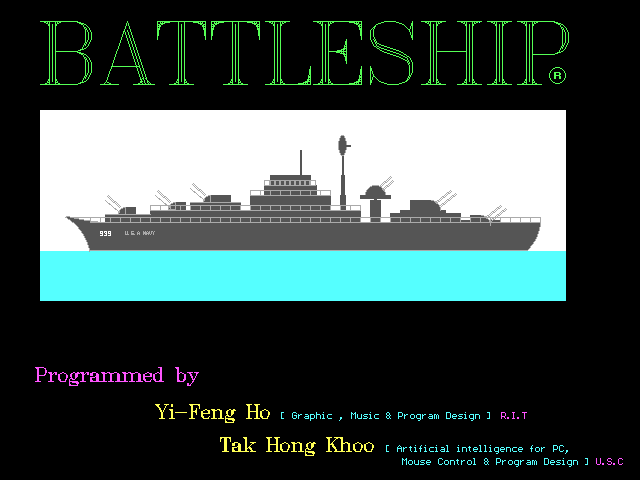 BATTLESHIP®
939 U.S.A NAVY
Programmed by
Yi-Feng Ho [ Graphic , Music & Program Design ] R.I.T
Tak Hong Khoo [ Artificial intelligence for PC,
Mouse Control & Program Design ] U.S.C